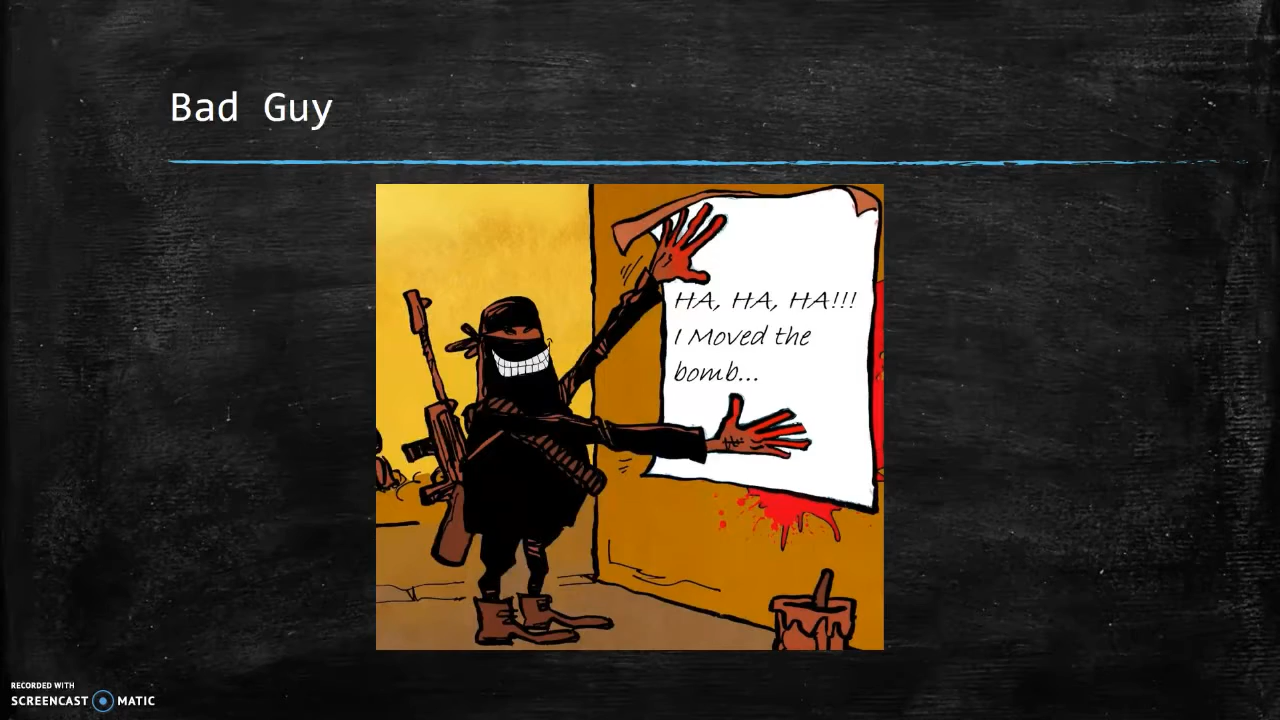 Bad Guy
HA, HA, HA!!!
I Moved the
bomb...
RECORDED WITH
SCREENCAST MATIC